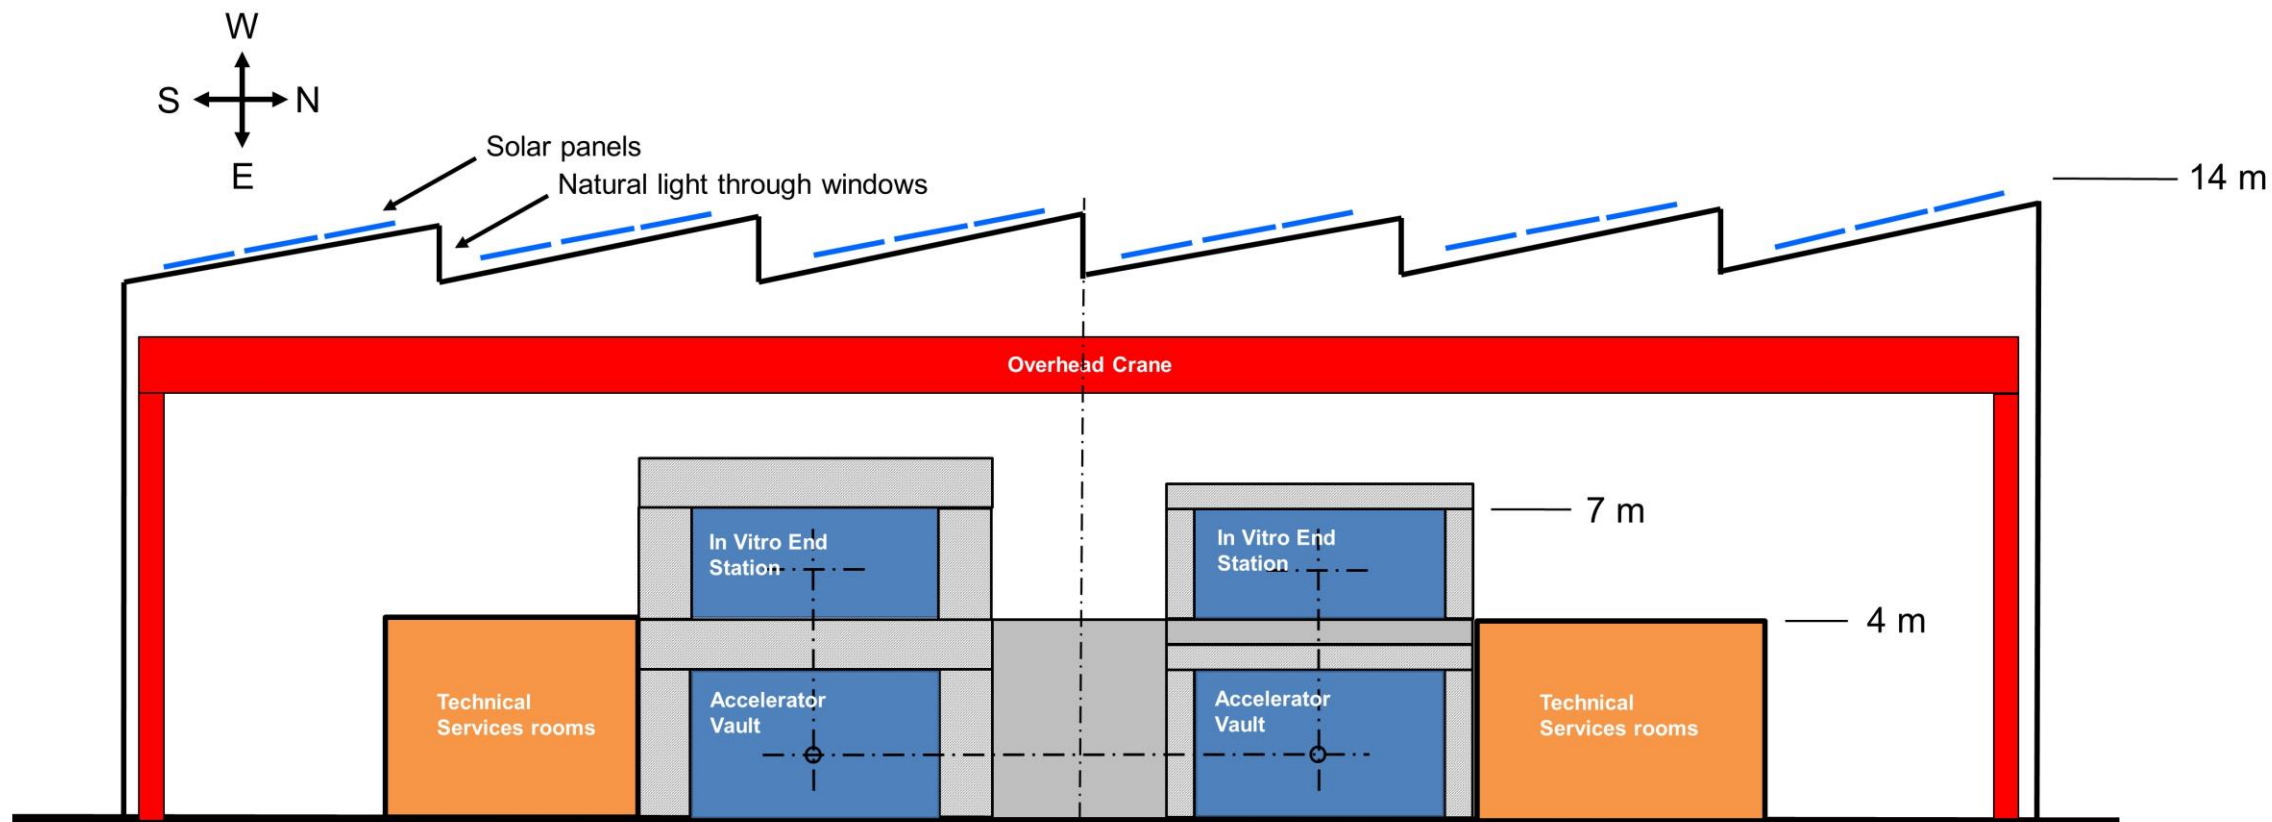 W
S
N
E
Solar panels
Natural light through windows
14 m
Overhead Crane
7 m
In Vitro End
Station
In Vitro End
Station
4 m
Technical
Services rooms
Accelerator
Vault
Accelerator
Vault
Technical
Services rooms